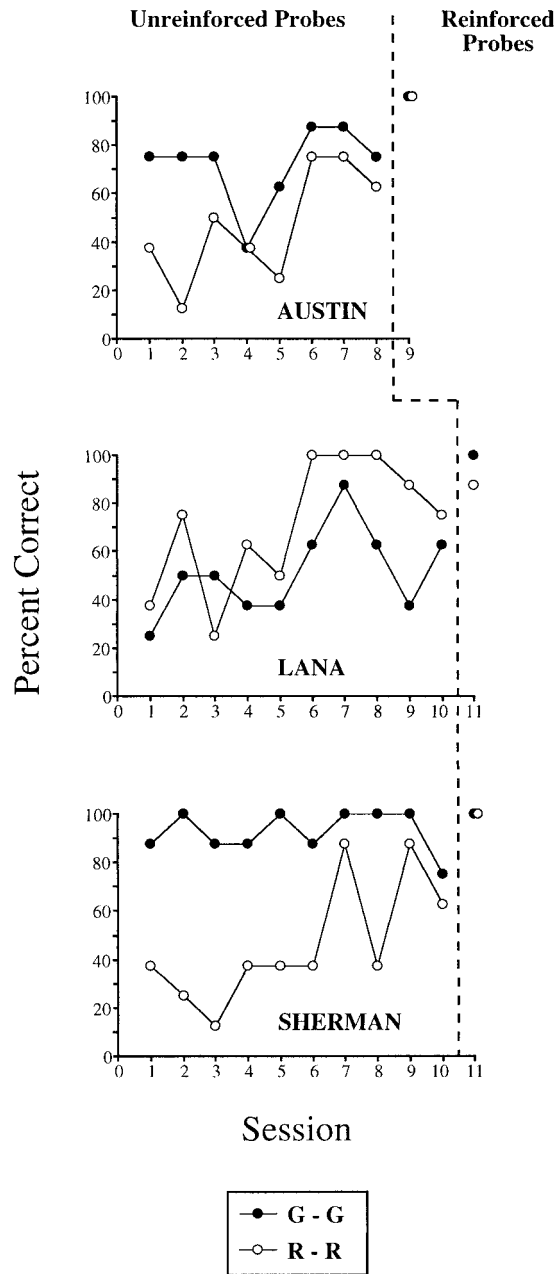 Unreinforced Probes
Reinforced
Probes
100
80
60
40
20
0
AUSTIN
0 1 2 3 4 5 6 7 8 9
100
80
60
40
20
0
LANA
0 1 2 3 4 5 6 7 8 9 10 11
100
80
60
40
20
0
SHERMAN
0 1 2 3 4 5 6 7 8 9 10 11
Percent Correct
Session
G - G
R - R